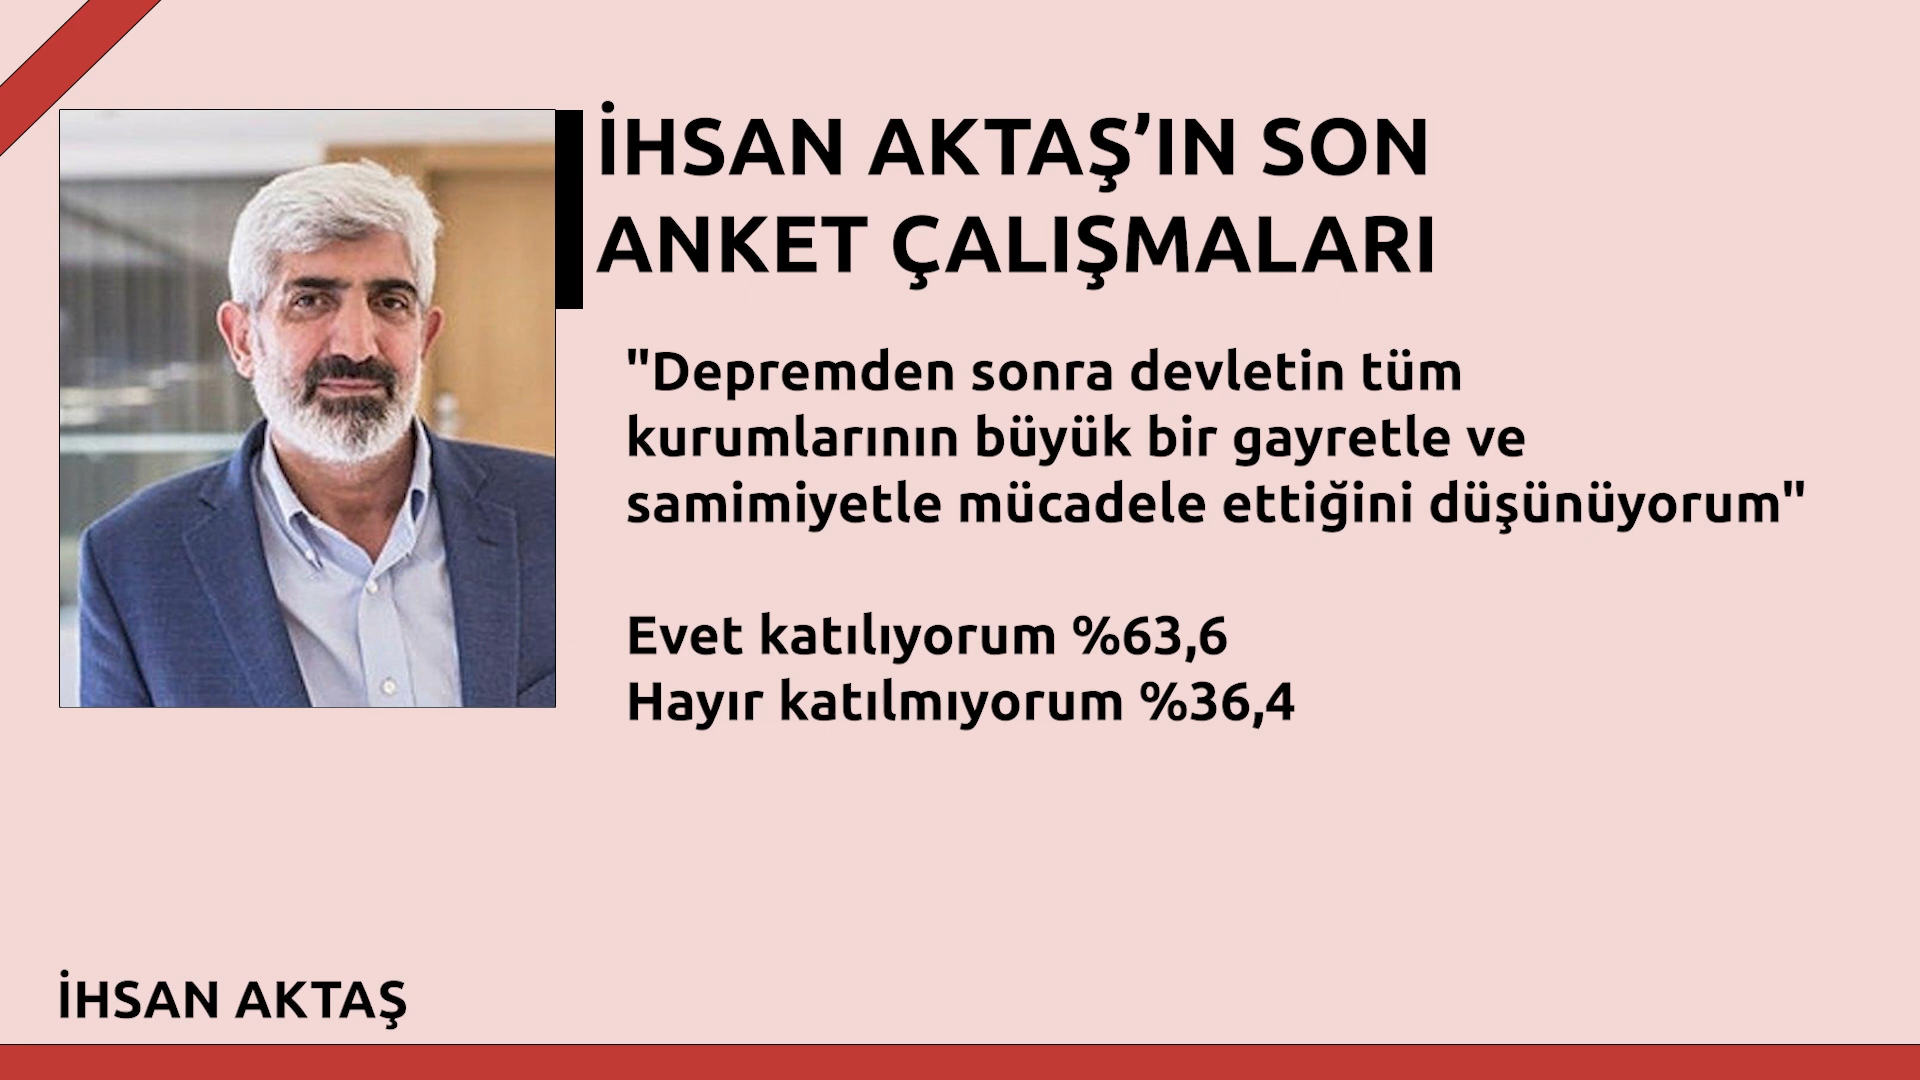 İHSAN AKTAŞ’IN SON
ANKET ÇALIŞMALARI
"Depremden sonra devletin tüm
kurumlarının büyük bir gayretle ve
samimiyetle mücadele ettiğini düşünüyorum"
Evet katılıyorum %63,6
Hayır katılmıyorum %36,4
İHSAN AKTAŞ